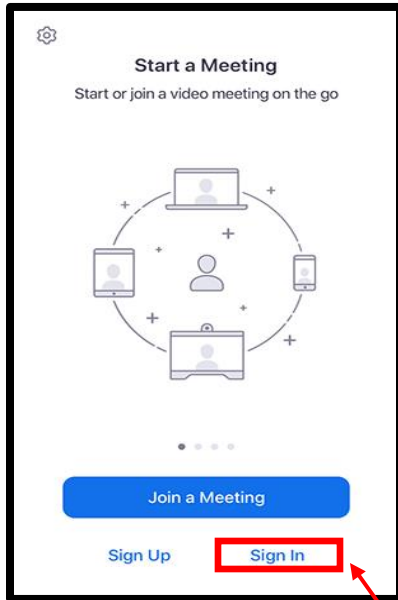 Start a Meeting
Start or join a video meeting on the go
Join a Meeting
Sign Up Sign In